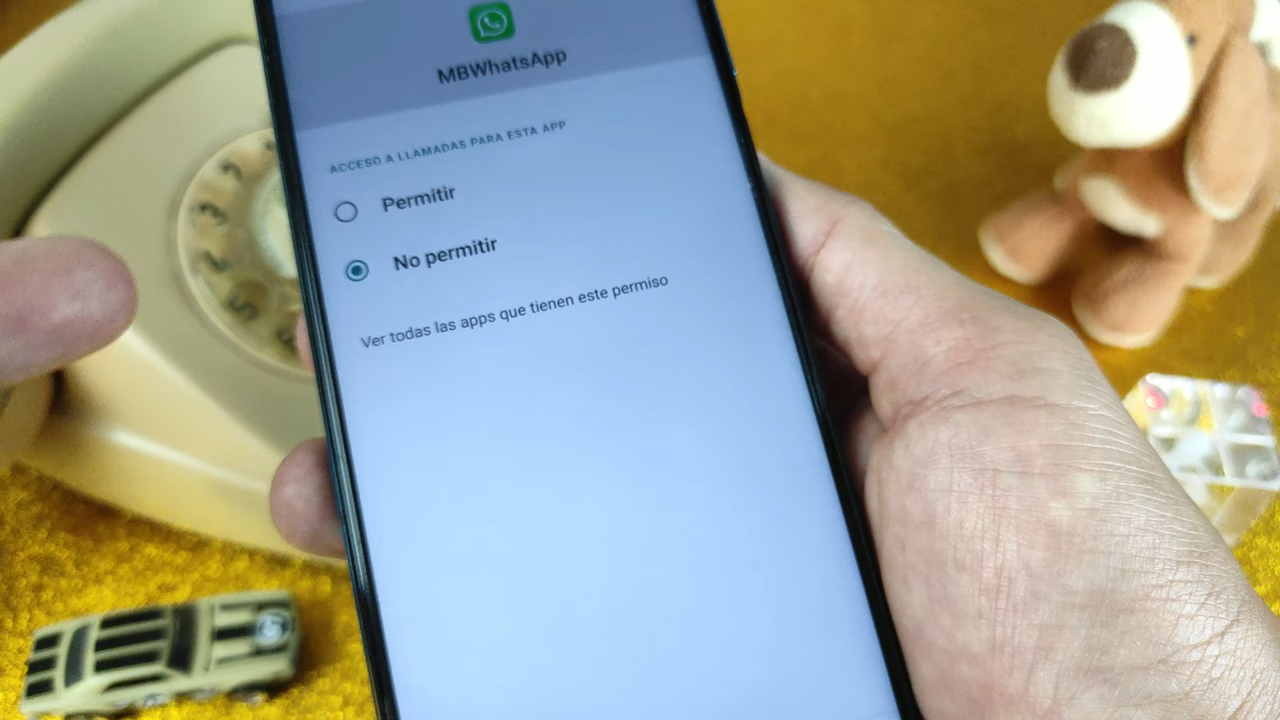 MBWhatsApp
ACCESO A LLAMADAS PARA ESTA APP
Permitir
No permitir
Ver todas las apps que tienen este permiso